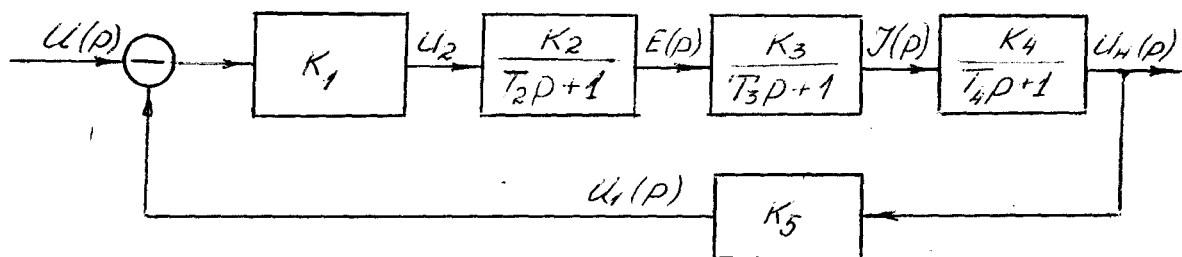 U(p)
−
K₁
U₂
K₂
T₂p+1
E(p)
K₃
T₃p+1
J(p)
K₄
T₄p+1
Uн(p)
U₁(p)
K₅